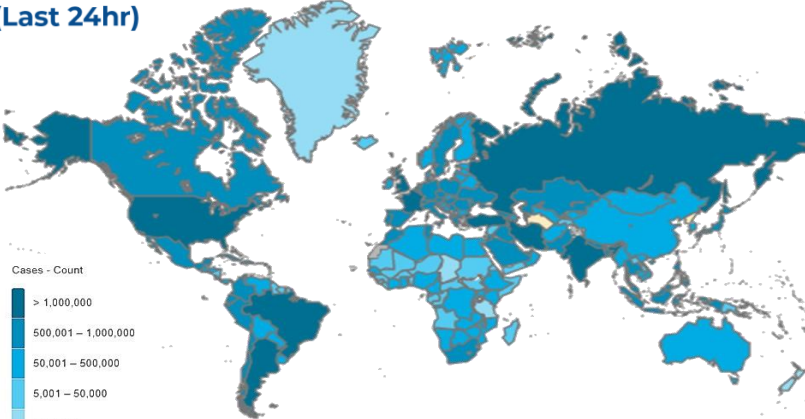 (Last 24hr)
Cases - Count
> 1,000,000
500,001 – 1,000,000
50,001 – 500,000
5,001 – 50,000